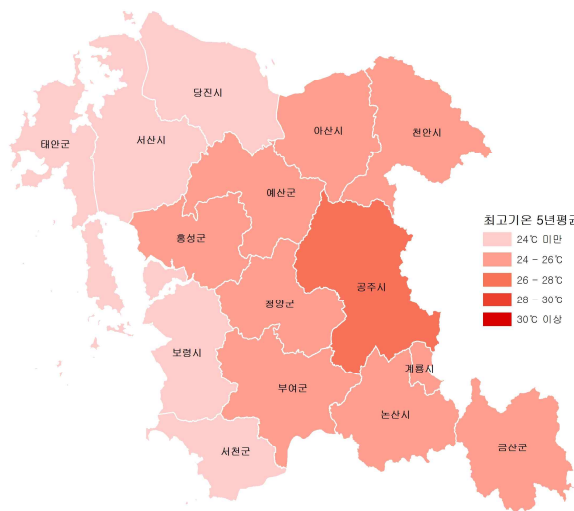 당진시
아산시
천안시
태안군
서산시
예산군
홍성군
최고기온 5년평균
24℃ 미만
24 - 26℃
26 - 28℃
28 - 30℃
30℃ 이상
공주시
청양군
보령시
계룡시
부여군
논산시
서천군
금산군